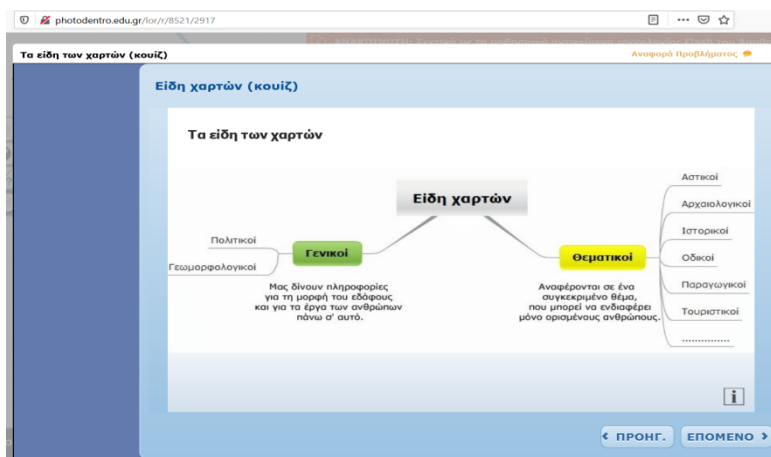 photodentro.edu.gr/lor/r/8521/2917
Τα είδη των χαρτών (κουίζ)
Αναφορά Προβλήματος
Είδη χαρτών (κουίζ)
Τα είδη των χαρτών
Είδη χαρτών
Γενικοί
Πολιτικοί
Γεωμορφολογικοί
Μας δίνουν πληροφορίες
για τη μορφή του εδάφους
και για τα έργα των ανθρώπων
πάνω σ' αυτό.
Θεματικοί
Αναφέρονται σε ένα
συγκεκριμένο θέμα,
που μπορεί να ενδιαφέρει
μόνο ορισμένους ανθρώπους.
Αστικοί
Αρχαιολογικοί
Ιστορικοί
Οδικοί
Παραγωγικοί
Τουριστικοί
...............
i
ΠΡΟΗΓ.
ΕΠΟΜΕΝΟ